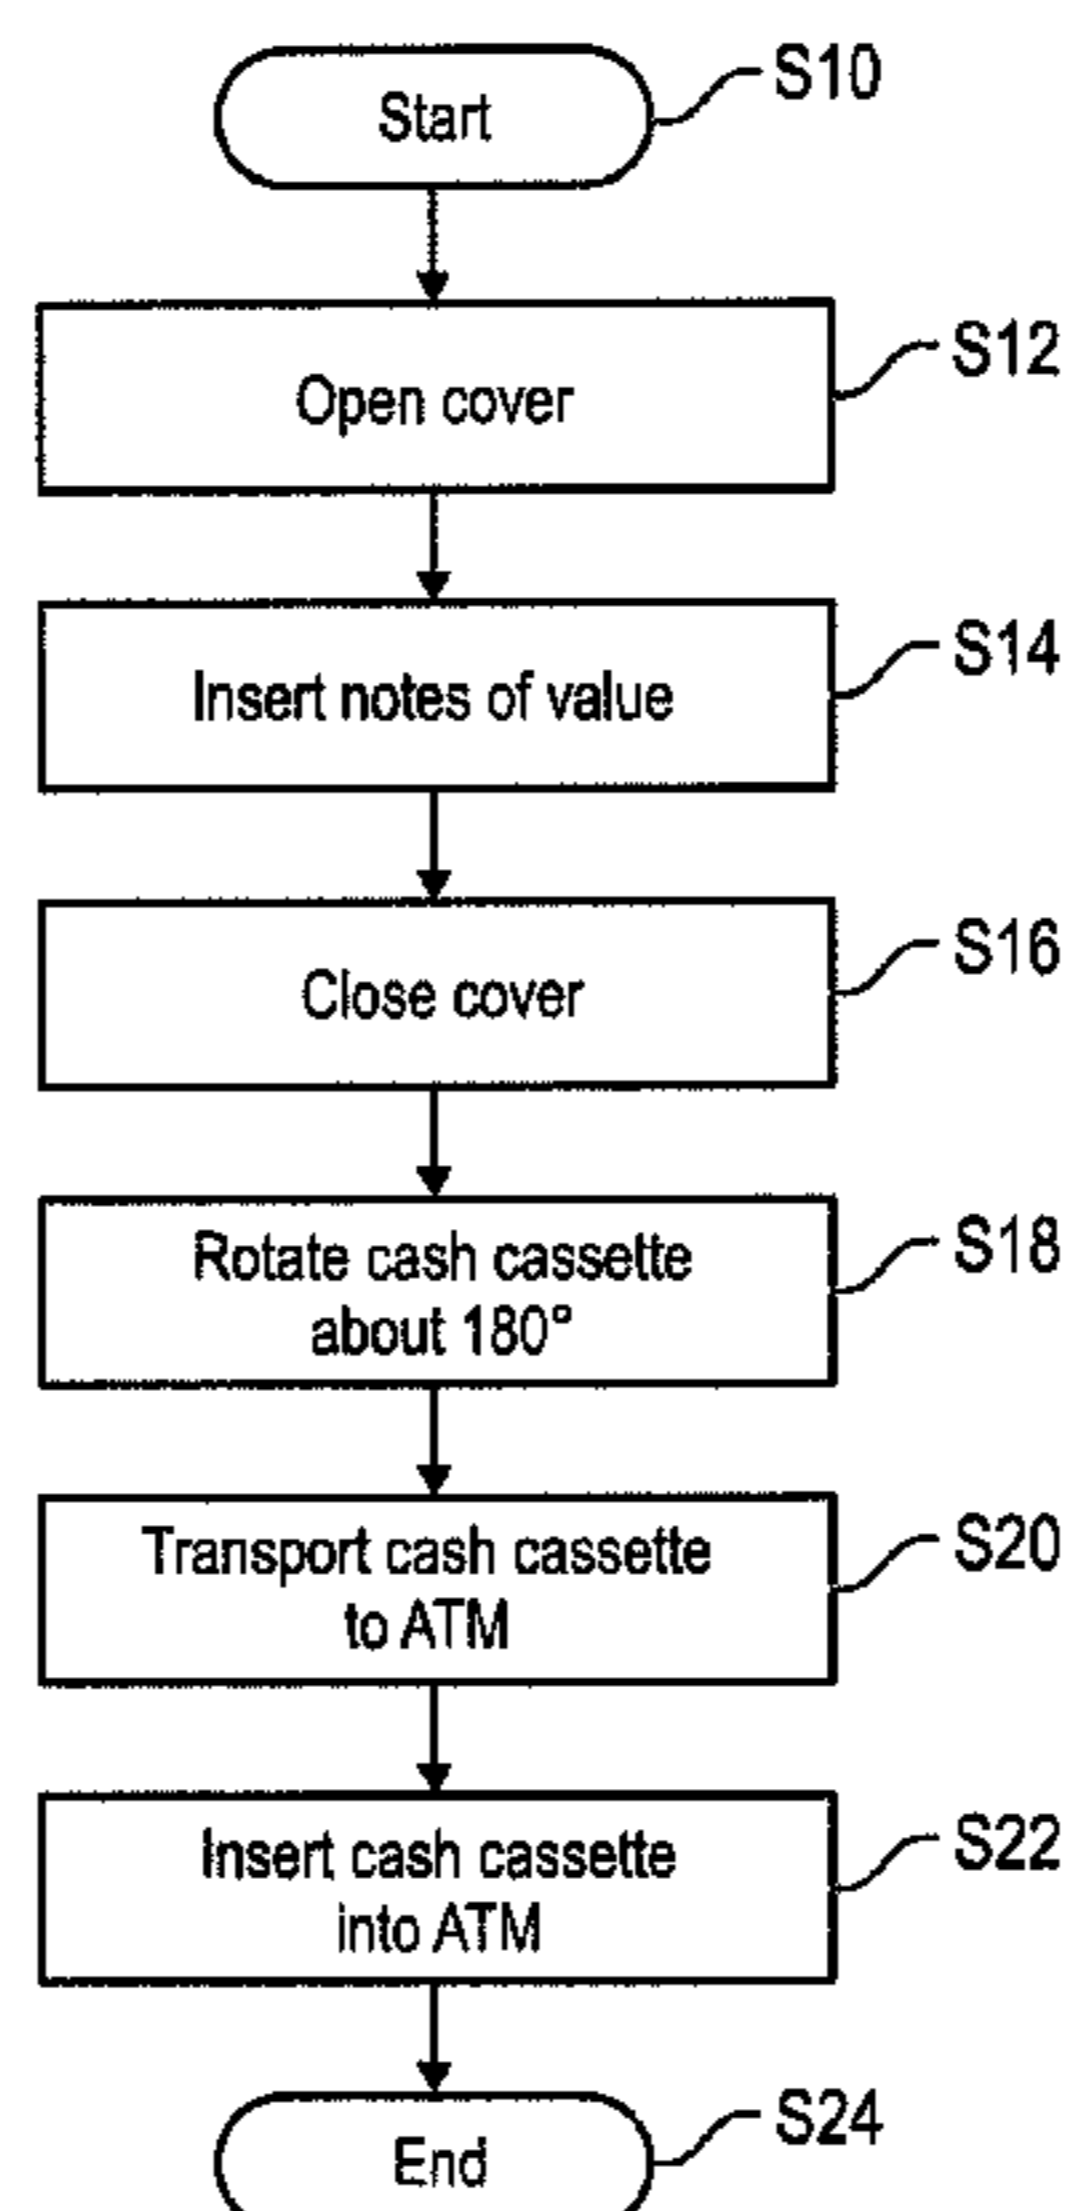 Start
S10
Open cover
S12
Insert notes of value
S14
Close cover
S16
Rotate cash cassette
about 180°
S18
Transport cash cassette
to ATM
S20
Insert cash cassette
into ATM
S22
End
S24